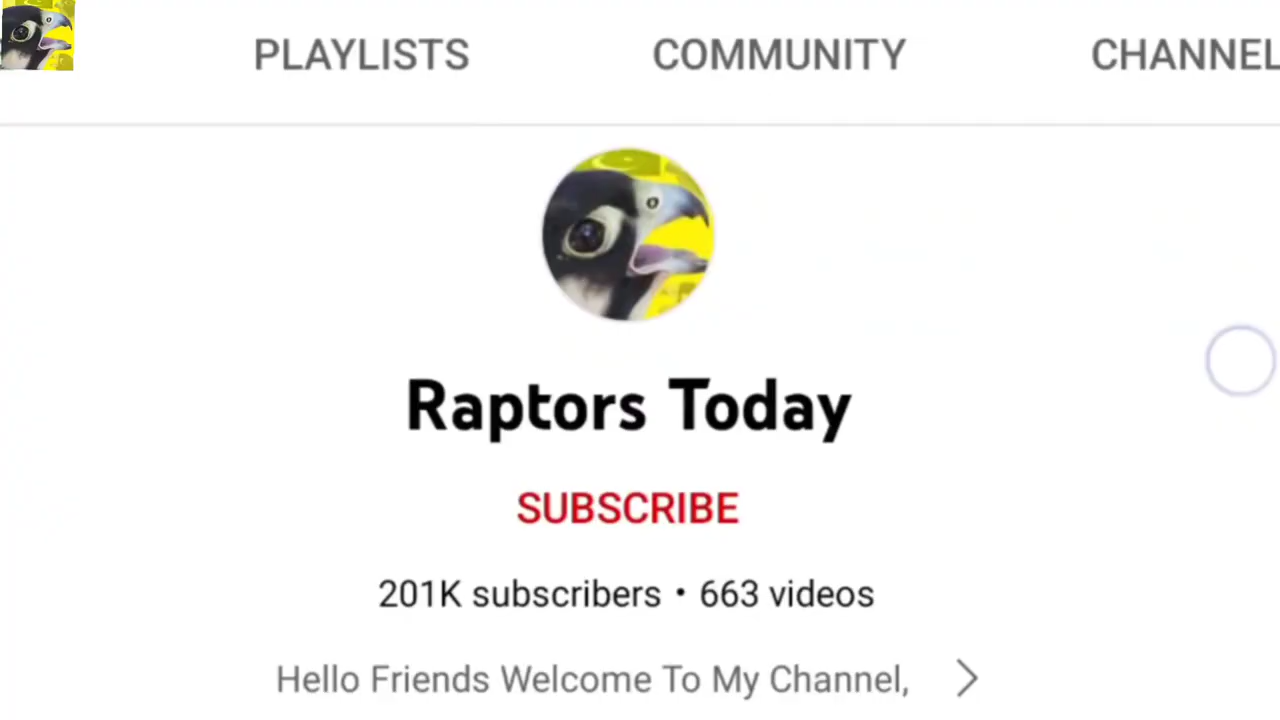 PLAYLISTS COMMUNITY CHANNEL
Raptors Today
SUBSCRIBE
201K subscribers • 663 videos
Hello Friends Welcome To My Channel,